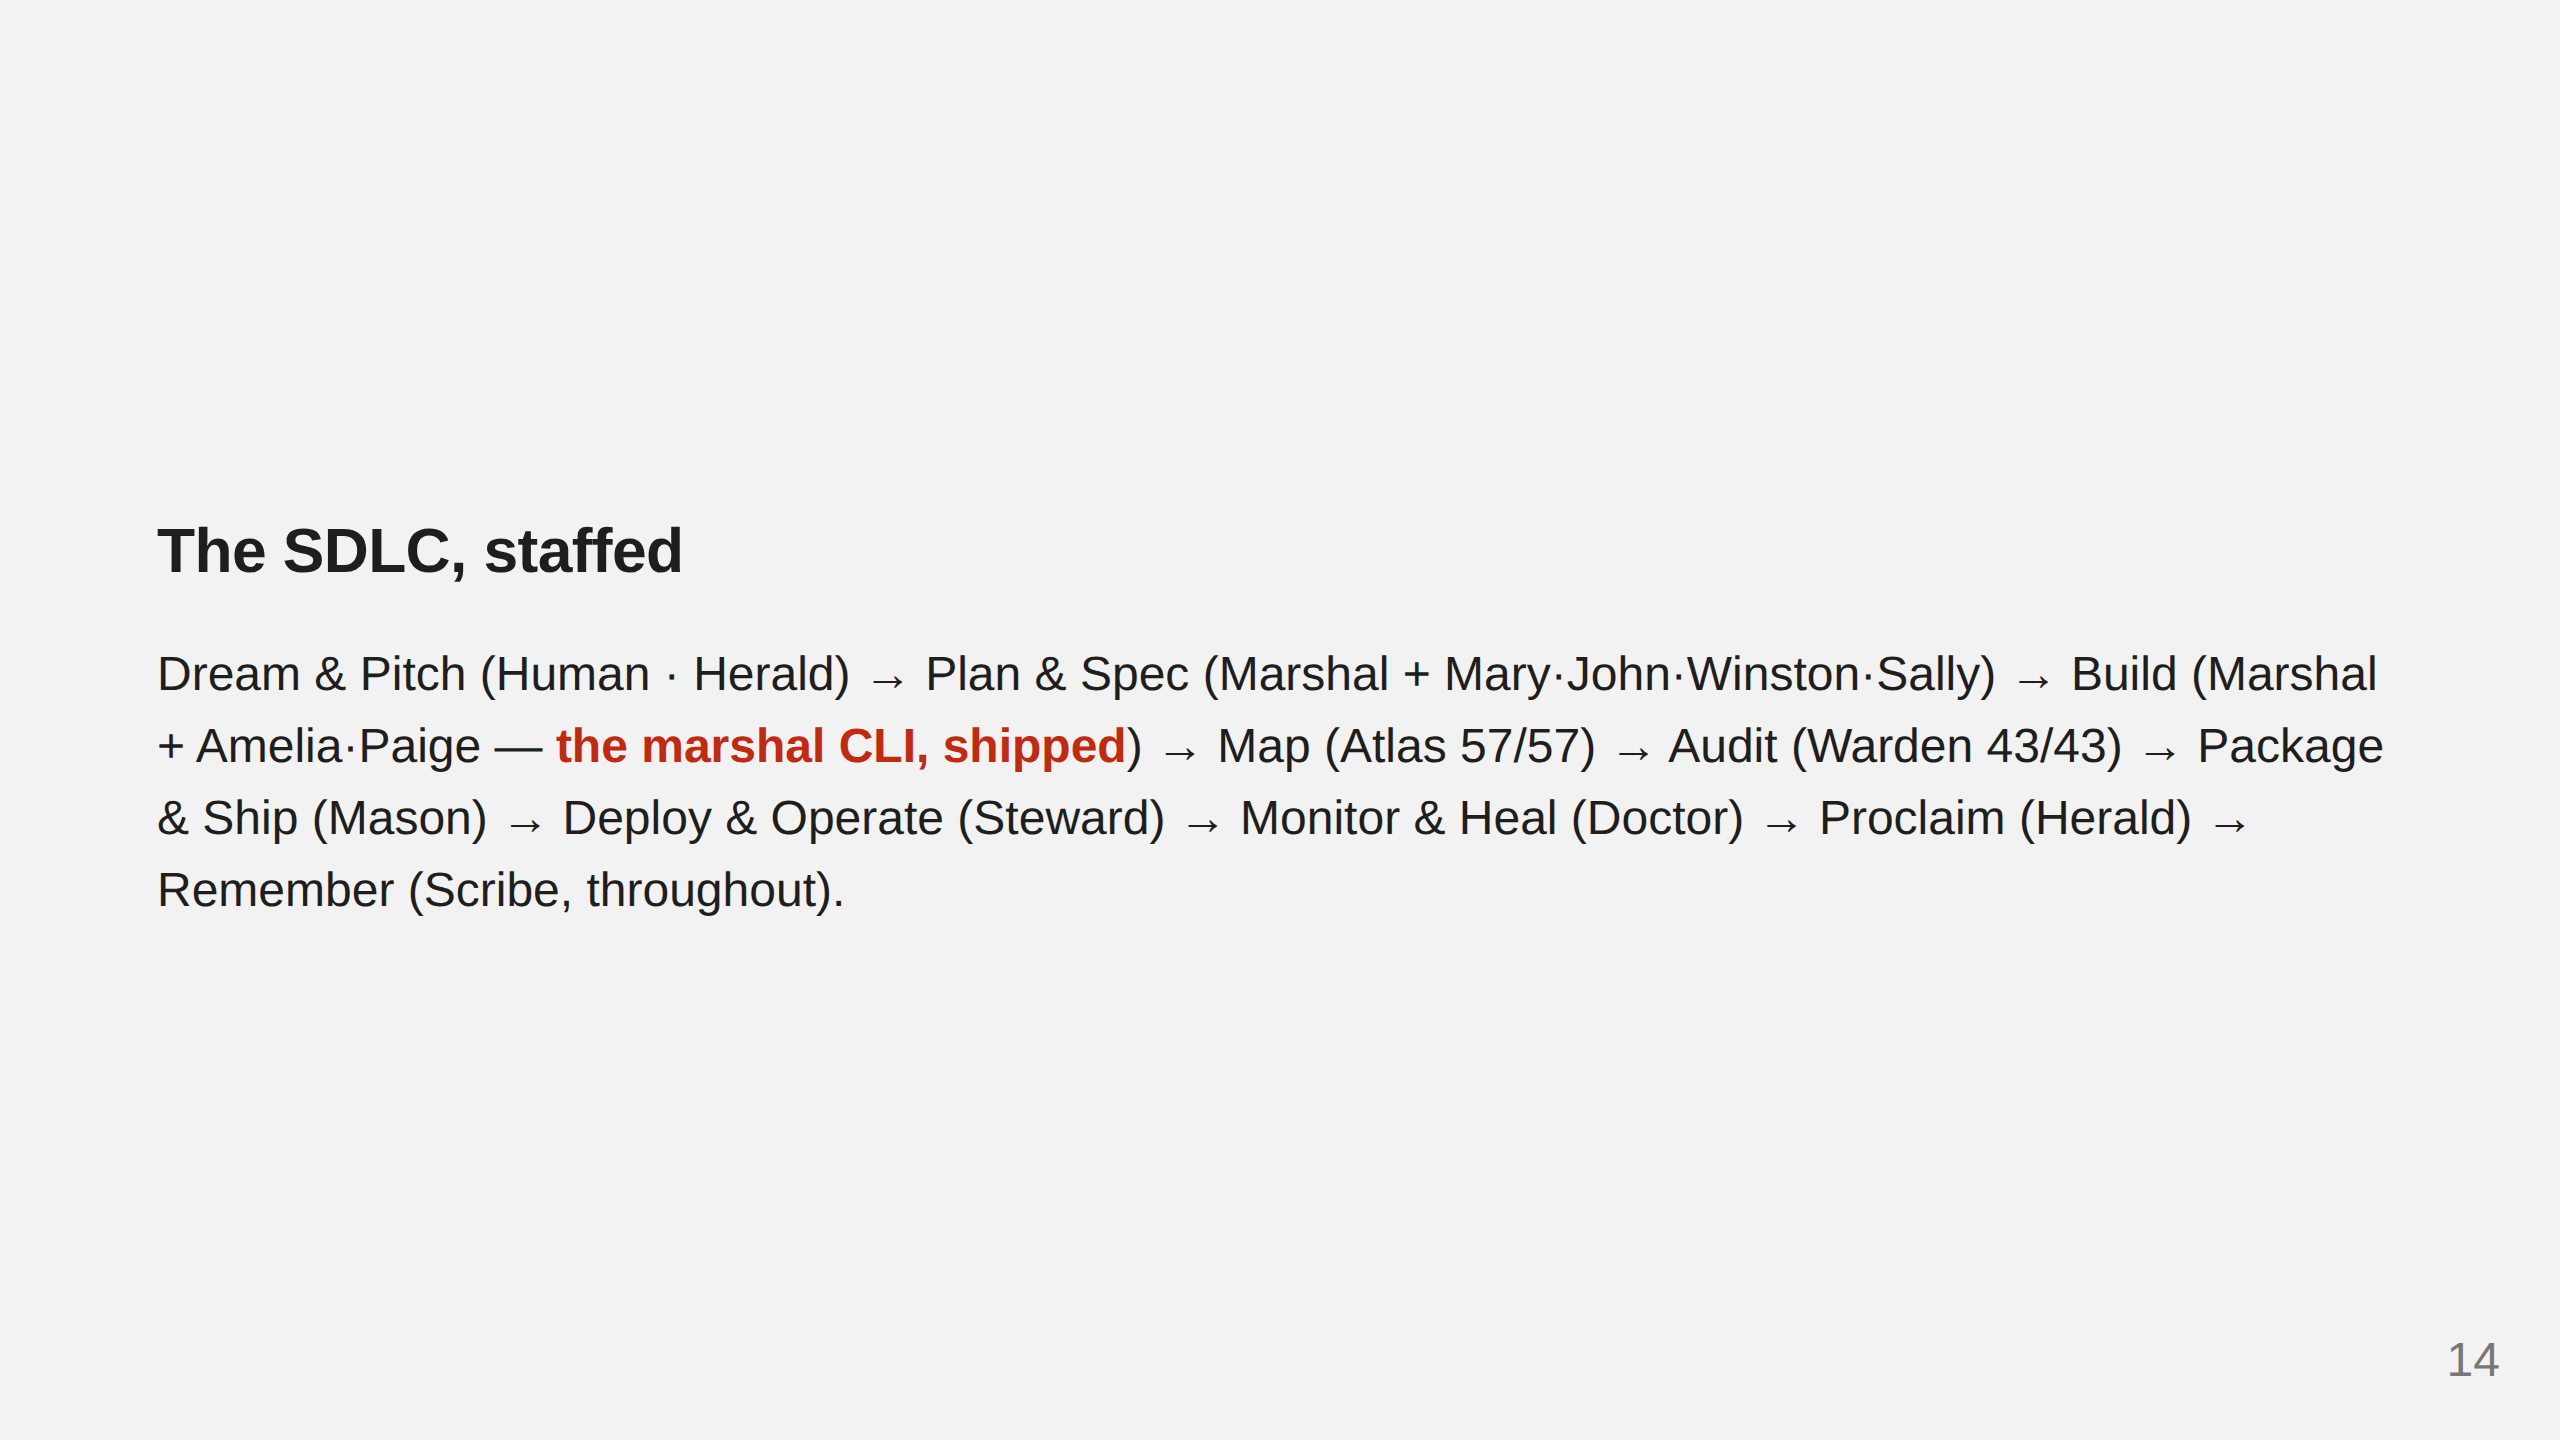 The SDLC, staffed
Dream & Pitch (Human · Herald) → Plan & Spec (Marshal + Mary·John·Winston·Sally) → Build (Marshal
+ Amelia·Paige — the marshal CLI, shipped) → Map (Atlas 57/57) → Audit (Warden 43/43) → Package
& Ship (Mason) → Deploy & Operate (Steward) → Monitor & Heal (Doctor) → Proclaim (Herald) →
Remember (Scribe, throughout).
14